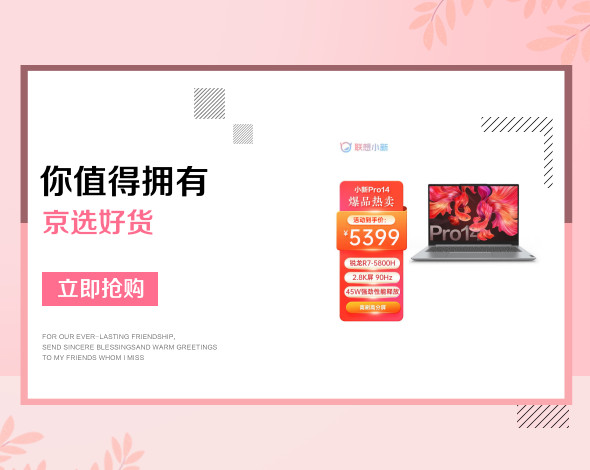 你值得拥有
京选好货
立即抢购
FOR OUR EVER-LASTING FRIENDSHIP,
SEND SINCERE BLESSINGSAND WARM GREETINGS
TO MY FRIENDS WHOM I MISS
联想小新
小新Pro14
爆品热卖
活动到手价:
¥5399
锐龙R7-5800H
2.8K屏 90Hz
45W强劲性能释放
Pro14